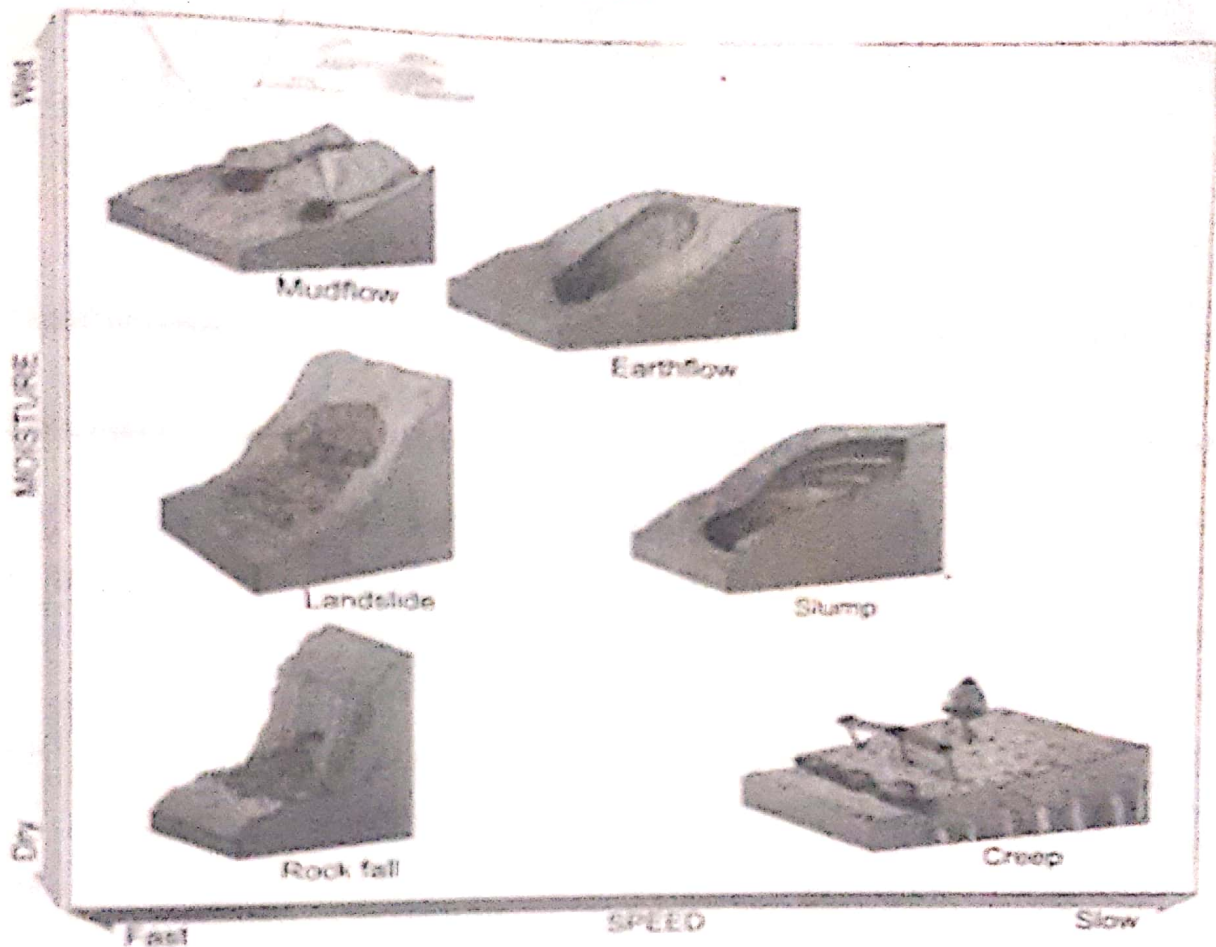 Wet
Mudflow
Earthflow
MOISTURE
Landslide
Slump
Dry
Rock fall
Creep
Fast
SPEED
Slow